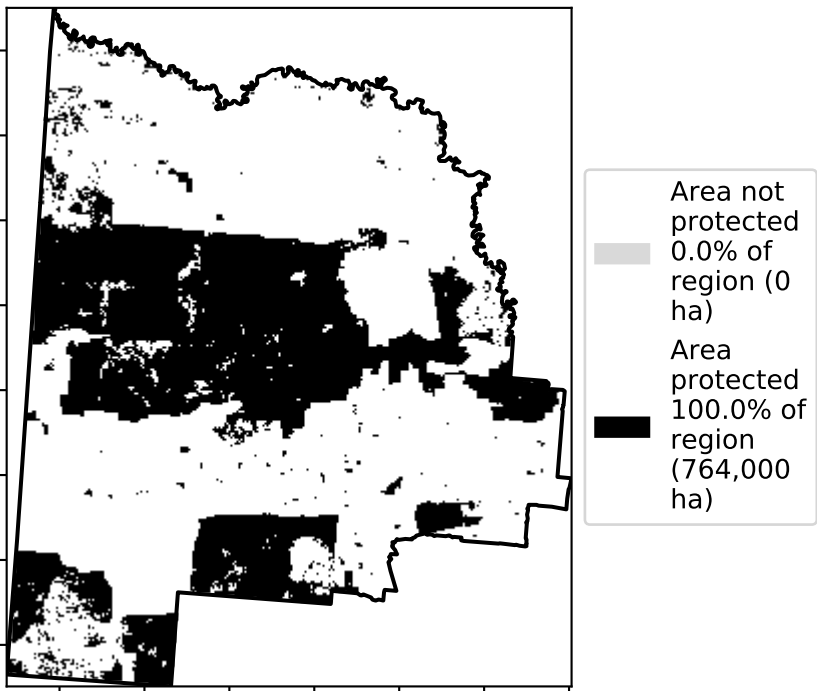 Area not
protected
0.0% of
region (0
ha)
Area
protected
100.0% of
region
(764,000
ha)